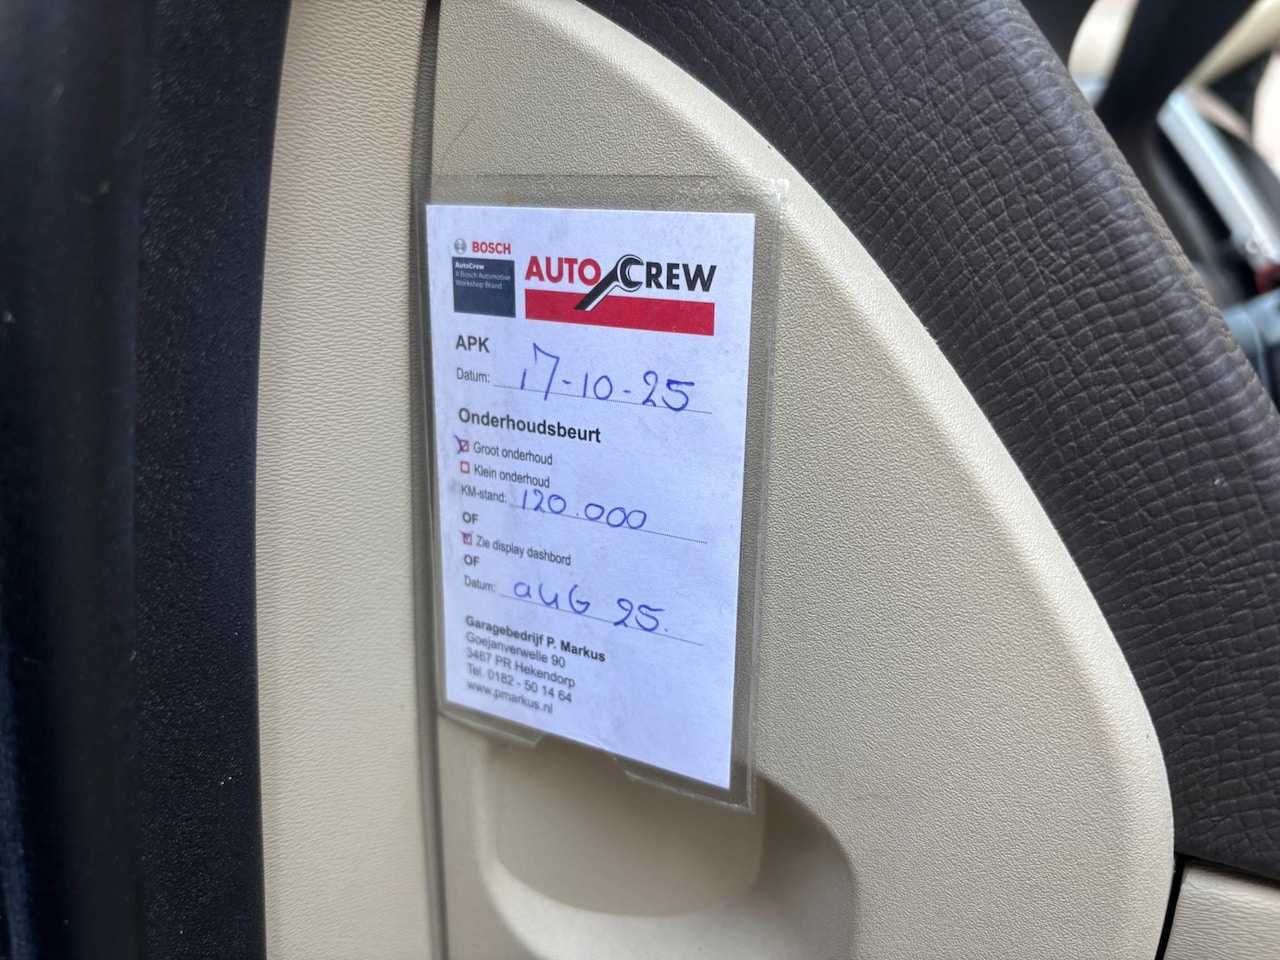 BOSCH
AutoCrew
A Bosch Automotive
Workshop Brand
AUTO CREW
APK
Datum: 17-10-25
Onderhoudsbeurt
Groot onderhoud
Klein onderhoud
KM-stand: 120.000
OF
Zie display dashbord
OF
Datum: AUG 25.
Garagebedrijf P. Markus
Goejanverwelle 90
3467 PR Hekendorp
Tel. 0182 - 50 14 64
www.pmarkus.nl